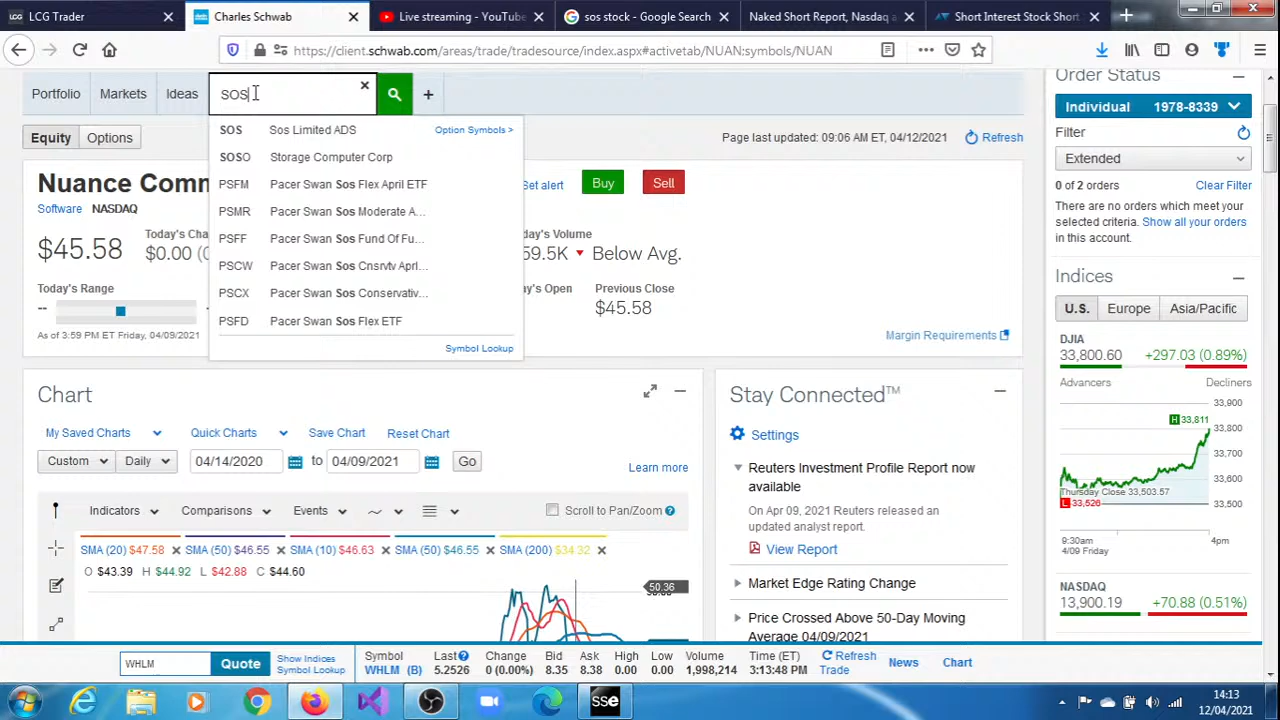 LCG Trader
Charles Schwab
Live streaming - YouTube
sos stock - Google Search
Naked Short Report, Nasdaq a
Short Interest Stock Short
https://client.schwab.com/areas/trade/tradesource/index.aspx#activetab/NUAN:symbols/NUAN
Portfolio
Markets
Ideas
SOS
Order Status
Individual 1978-8339
Filter
Extended
0 of 2 orders
Clear Filter
There are no orders which meet your
selected criteria. Show all your orders
in this account.
Equity
Options
SOS Sos Limited ADS
Option Symbols >
SOSO Storage Computer Corp
PSFM Pacer Swan Sos Flex April ETF
PSMR Pacer Swan Sos Moderate A...
PSFF Pacer Swan Sos Fund Of Fu...
PSCW Pacer Swan Sos Cnsrvtv Apri...
PSCX Pacer Swan Sos Conservativ...
PSFD Pacer Swan Sos Flex ETF
Symbol Lookup
Page last updated: 09:06 AM ET, 04/12/2021
Refresh
Nuance Comm
Software NASDAQ
Set alert
Buy
Sell
$45.58
Today's Cha
$0.00 (
day's Volume
59.5K Below Avg.
Today's Range
--
y's Open
Previous Close
$45.58
As of 3:59 PM ET Friday, 04/09/2021
Margin Requirements
Indices
U.S.
Europe
Asia/Pacific
DJIA
33,800.60 +297.03 (0.89%)
Advancers
Decliners
33,900
H 33,811
33,800
33,700
33,600
Thursday Close 33,503.57
L 33,526
33,500
9:30am
4/09 Friday
4pm
NASDAQ
13,900.19 +70.88 (0.51%)
Chart
My Saved Charts
Quick Charts
Save Chart
Reset Chart
Custom
Daily
04/14/2020
to
04/09/2021
Go
Learn more
Indicators
Comparisons
Events
Scroll to Pan/Zoom
SMA (20) $47.58
SMA (50) $46.55
SMA (10) $46.63
SMA (50) $46.55
SMA (200) $34.32
O $43.39 H $44.92 L $42.88 C $44.60
50.36
Stay Connected™
Settings
Reuters Investment Profile Report now
available
On Apr 09, 2021 Reuters released an
updated analyst report.
View Report
Market Edge Rating Change
Price Crossed Above 50-Day Moving
Average 04/09/2021
WHLM
Quote
Show Indices
Symbol Lookup
Symbol Last Change Bid Ask High Low Volume Time (ET)
WHLM (B) 5.2526 0 (0.00%) 8.35 8.38 0.00 0.00 1,998,214 3:13:48 PM
Refresh
Trade
News
Chart
sse
14:13
12/04/2021